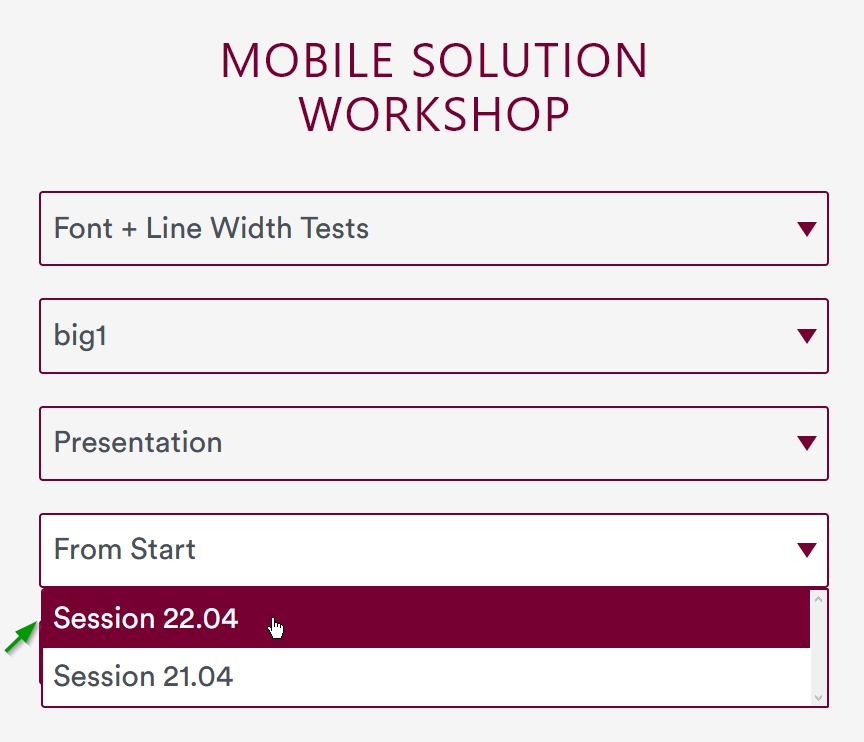 MOBILE SOLUTION
WORKSHOP
Font + Line Width Tests
big1
Presentation
From Start
Session 22.04
Session 21.04